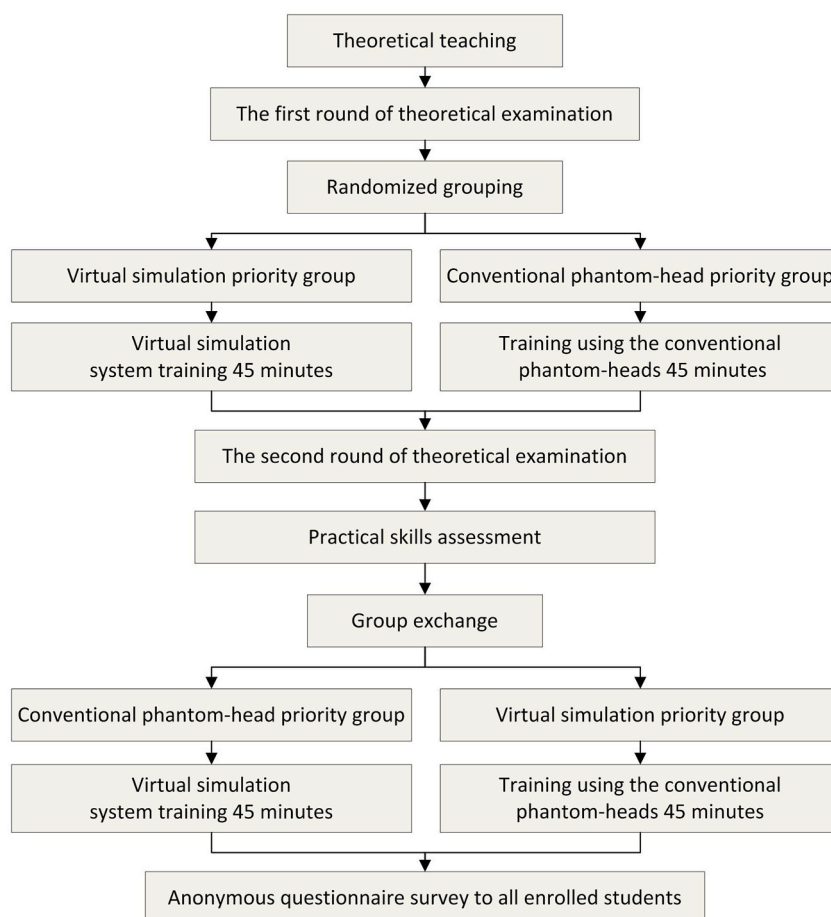 Theoretical teaching
The first round of theoretical examination
Randomized grouping
Virtual simulation priority group
Conventional phantom-head priority group
Virtual simulation
system training 45 minutes
Training using the conventional
phantom-heads 45 minutes
The second round of theoretical examination
Practical skills assessment
Group exchange
Conventional phantom-head priority group
Virtual simulation priority group
Virtual simulation
system training 45 minutes
Training using the conventional
phantom-heads 45 minutes
Anonymous questionnaire survey to all enrolled students